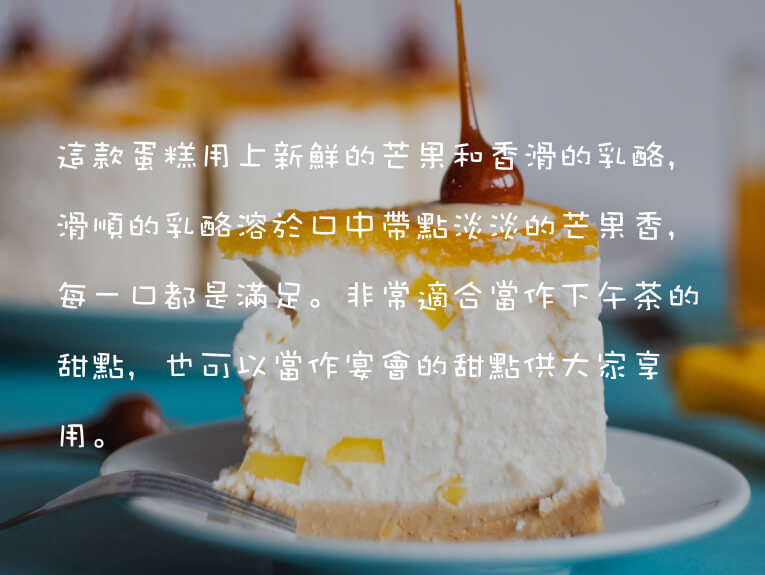 這款蛋糕用上新鮮的芒果和香滑的乳酪,
滑順的乳酪溶於口中帶點淡淡的芒果香,
每一口都是滿足。非常適合當作下午茶的
甜點,也可以當作宴會的甜點供大家享
用。